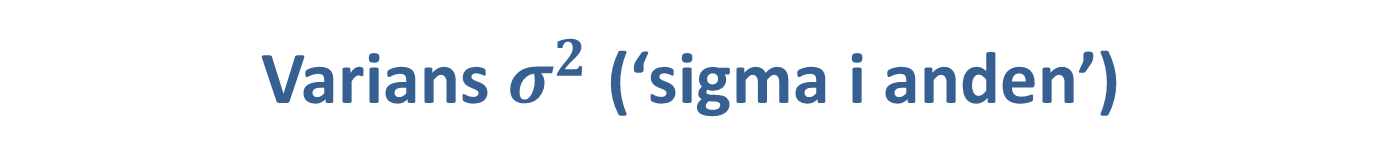 Varians σ² (‘sigma i anden’)